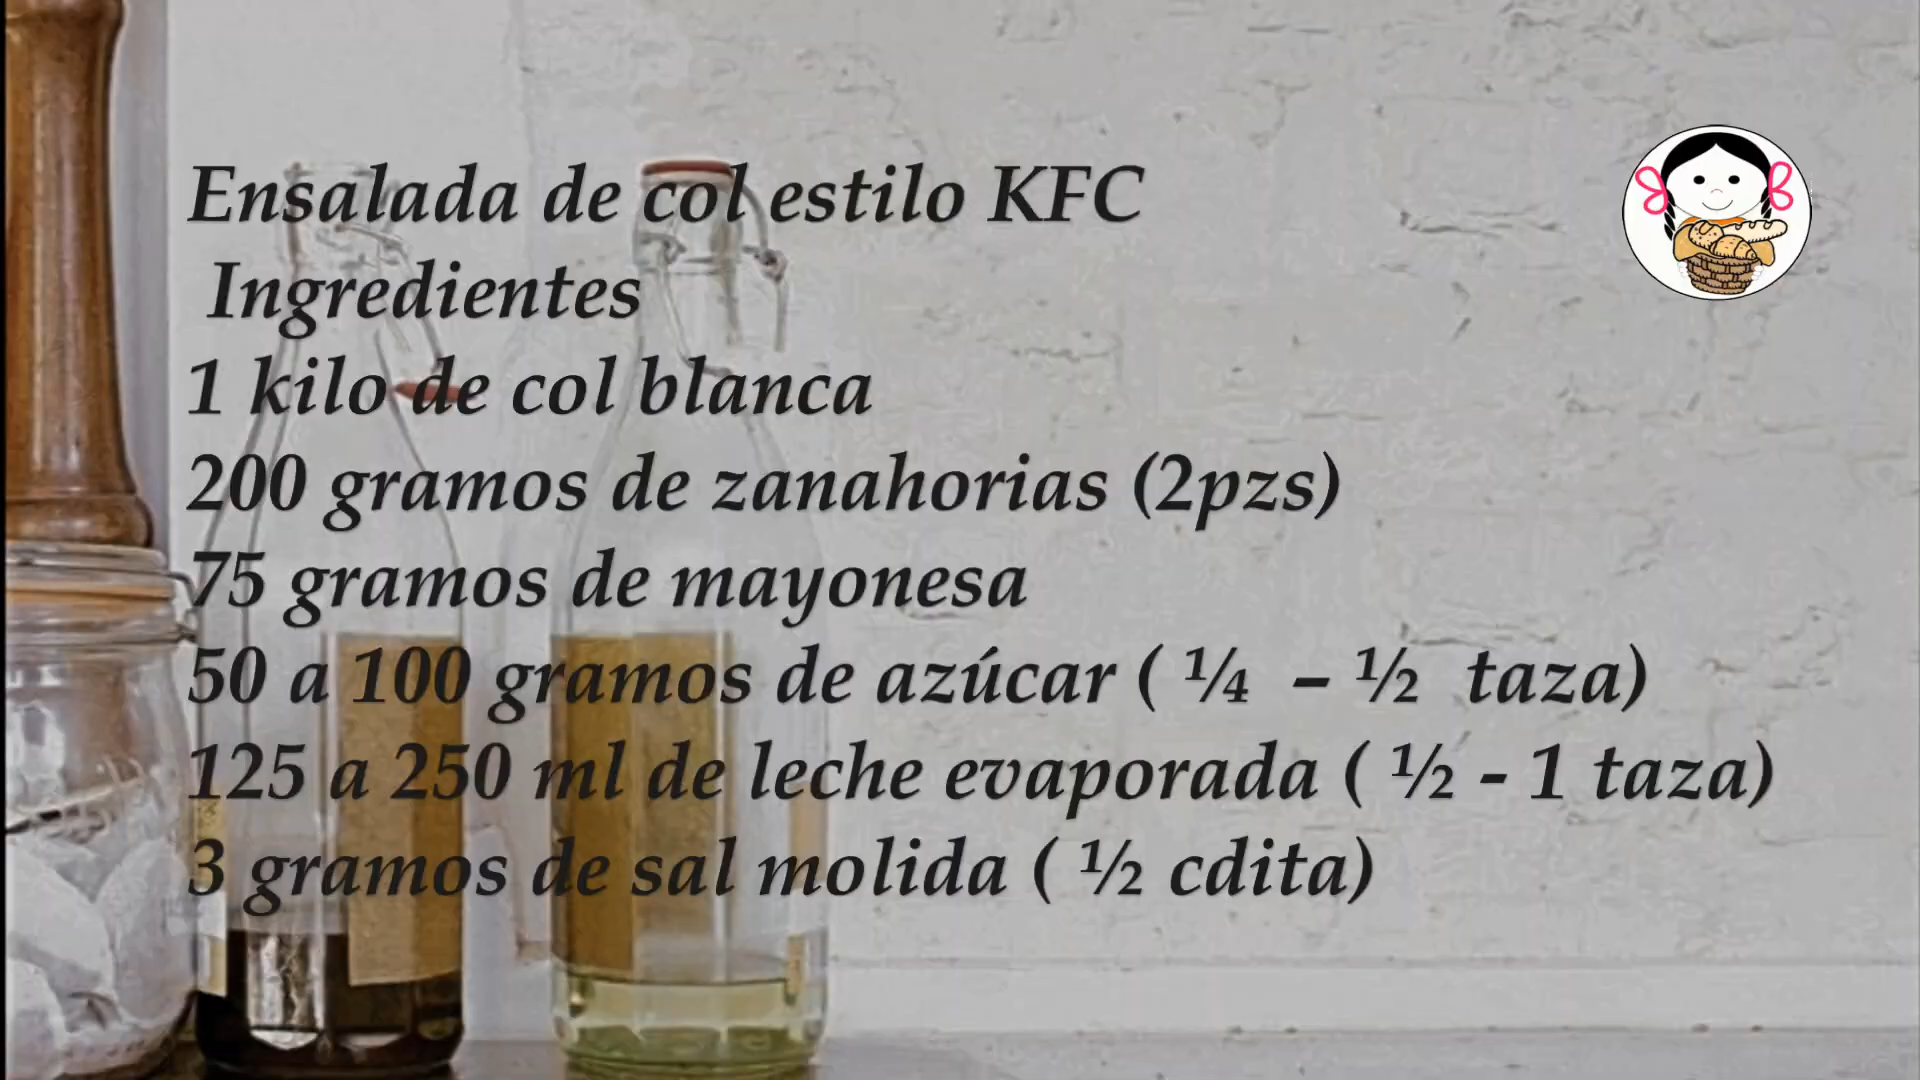 Ensalada de col estilo KFC
Ingredientes
1 kilo de col blanca
200 gramos de zanahorias (2pzs)
75 gramos de mayonesa
50 a 100 gramos de azúcar ( ¼ – ½ taza)
125 a 250 ml de leche evaporada ( ½ - 1 taza)
3 gramos de sal molida ( ½ cdita)